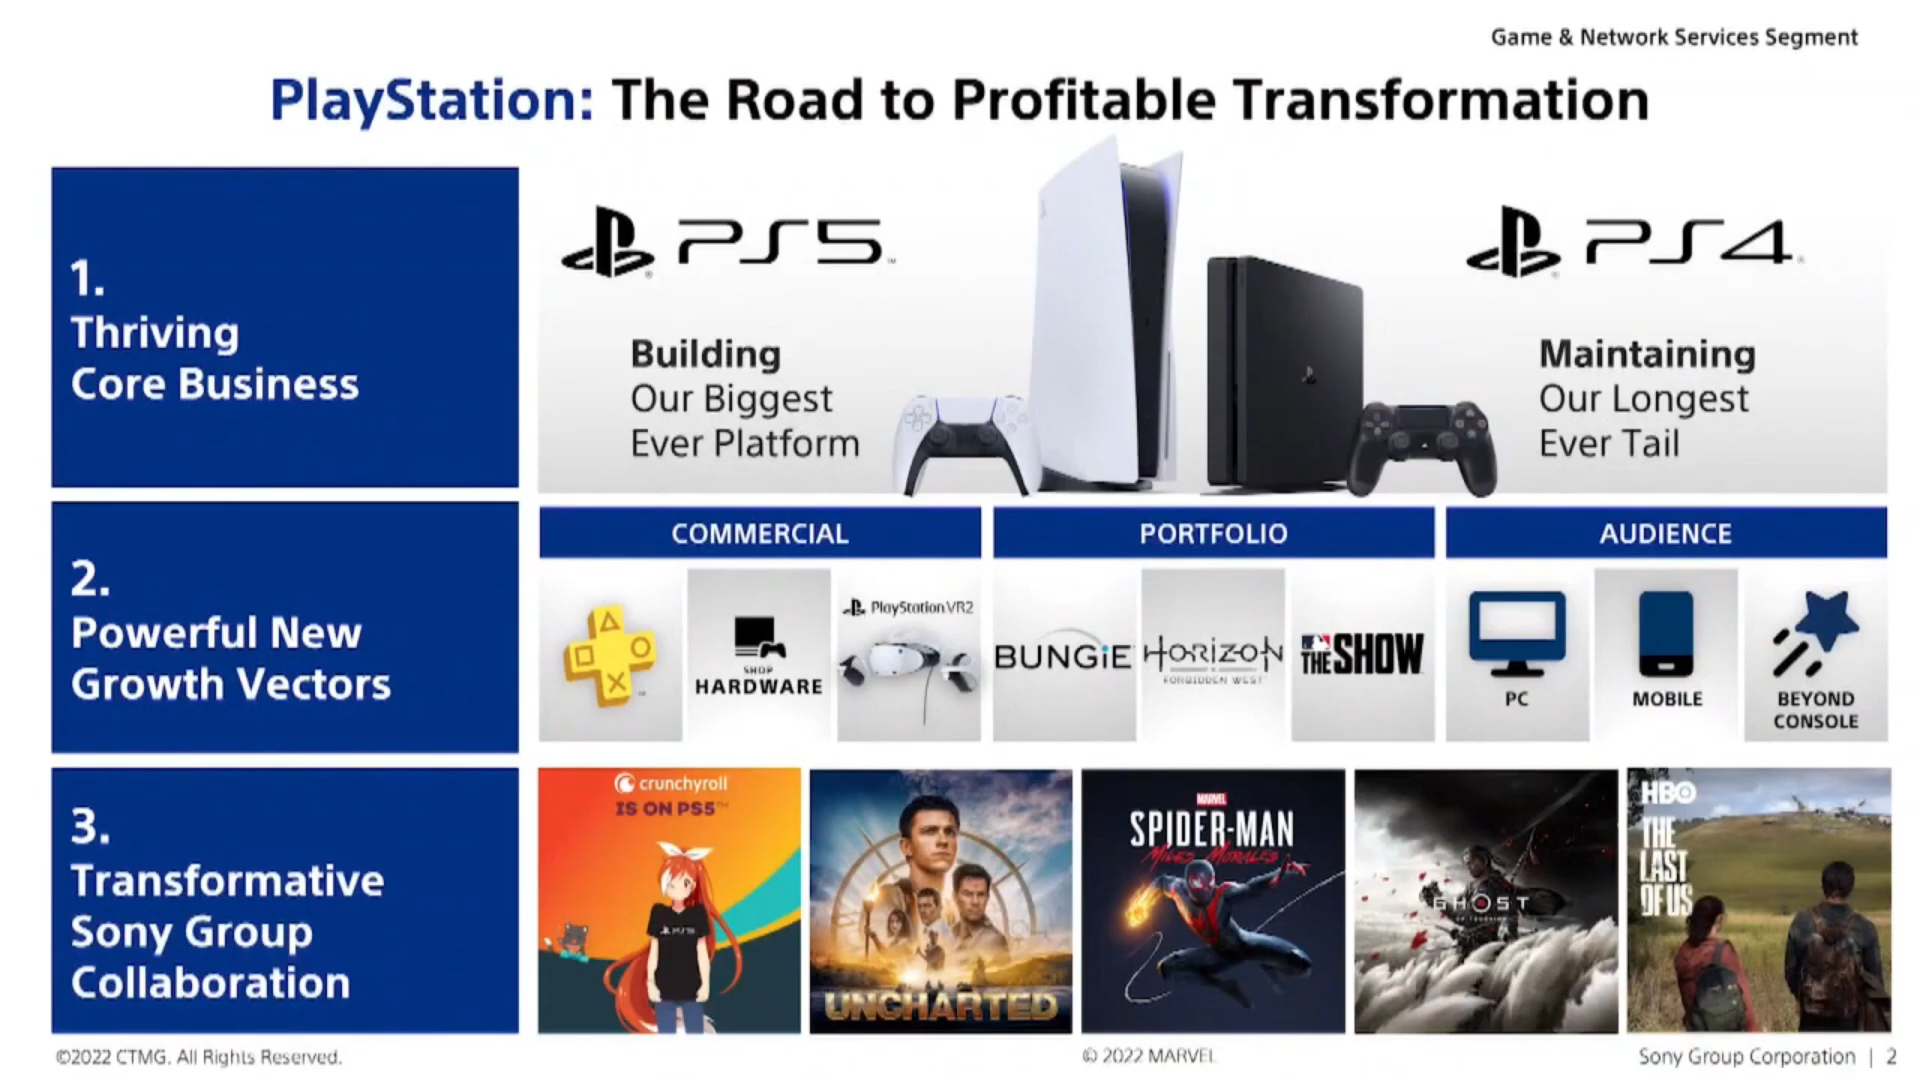 Game & Network Services Segment
PlayStation: The Road to Profitable Transformation
1.
Thriving
Core Business
PS5
Building
Our Biggest
Ever Platform
PS4
Maintaining
Our Longest
Ever Tail
2.
Powerful New
Growth Vectors
COMMERCIAL
PORTFOLIO
AUDIENCE
SHOP
HARDWARE
PlayStation VR2
BUNGiE
HORIZON
FORBIDDEN WEST
THE SHOW
PC
MOBILE
BEYOND
CONSOLE
3.
Transformative
Sony Group
Collaboration
crunchyroll
IS ON PS5™
PS5
UNCHARTED
MARVEL
SPIDER-MAN
MILES MORALES
GHOST
OF TSUSHIMA
HBO
THE
LAST
OF US
©2022 CTMG. All Rights Reserved.
© 2022 MARVEL
Sony Group Corporation | 2